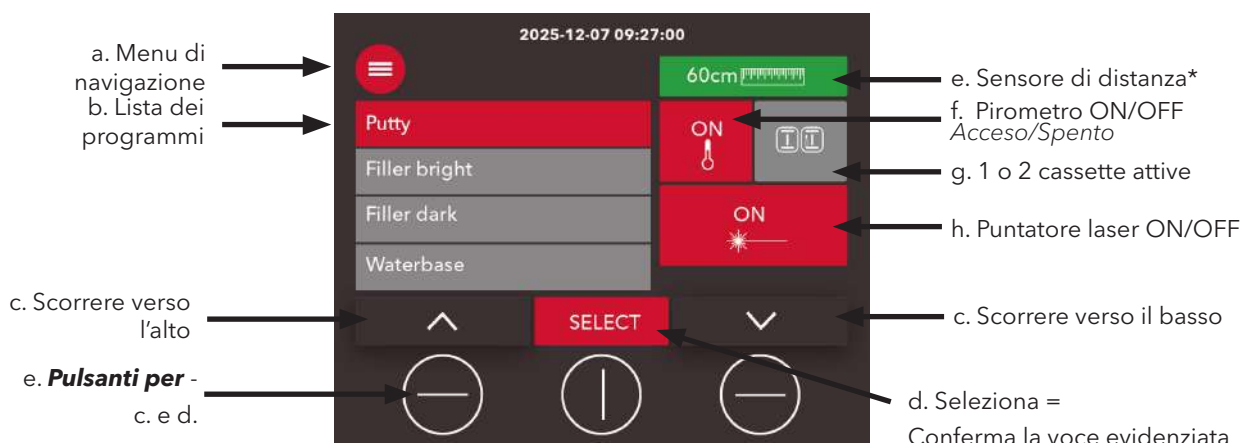 2025-12-07 09:27:00
a. Menu di
navigazione
b. Lista dei
programmi
c. Scorrere verso
l'alto
e. Pulsanti per -
c. e d.
60cm
Putty
Filler bright
Filler dark
Waterbase
ON
ON
SELECT
e. Sensore di distanza*
f. Pirometro ON/OFF
Acceso/Spento
g. 1 o 2 cassette attive
h. Puntatore laser ON/OFF
c. Scorrere verso il basso
d. Seleziona =
Conferma la voce evidenziata